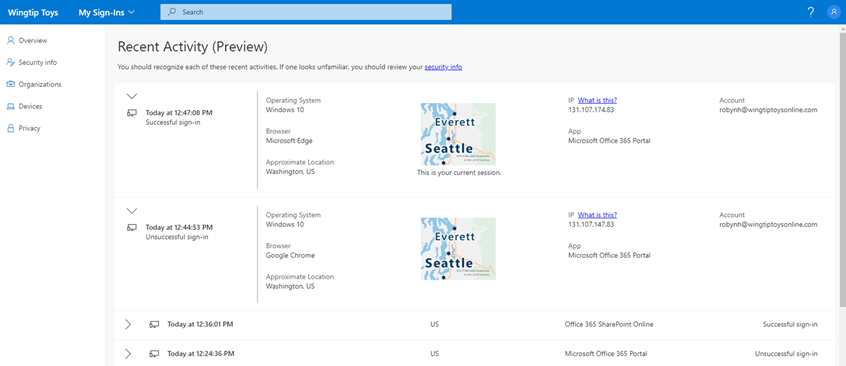 Wingtip Toys
My Sign-Ins
Search
?
Overview
Security info
Organizations
Devices
Privacy
Recent Activity (Preview)
You should recognize each of these recent activities. If one looks unfamiliar, you should review your security info
Today at 12:47:08 PM
Successful sign-in
Operating System
Windows 10
Browser
Microsoft Edge
Approximate Location
Washington, US
Everett
Seattle
This is your current session.
IP What is this?
131.107.174.83
App
Microsoft Office 365 Portal
Account
robynh@wingtiptoysonline.com
Today at 12:44:53 PM
Unsuccessful sign-in
Operating System
Windows 10
Browser
Google Chrome
Approximate Location
Washington, US
Everett
Seattle
IP What is this?
131.107.147.83
App
Microsoft Office 365 Portal
Account
robynh@wingtiptoysonline.com
Today at 12:36:01 PM US Office 365 SharePoint Online Successful sign-in
Today at 12:24:36 PM US Microsoft Office 365 Portal Unsuccessful sign-in